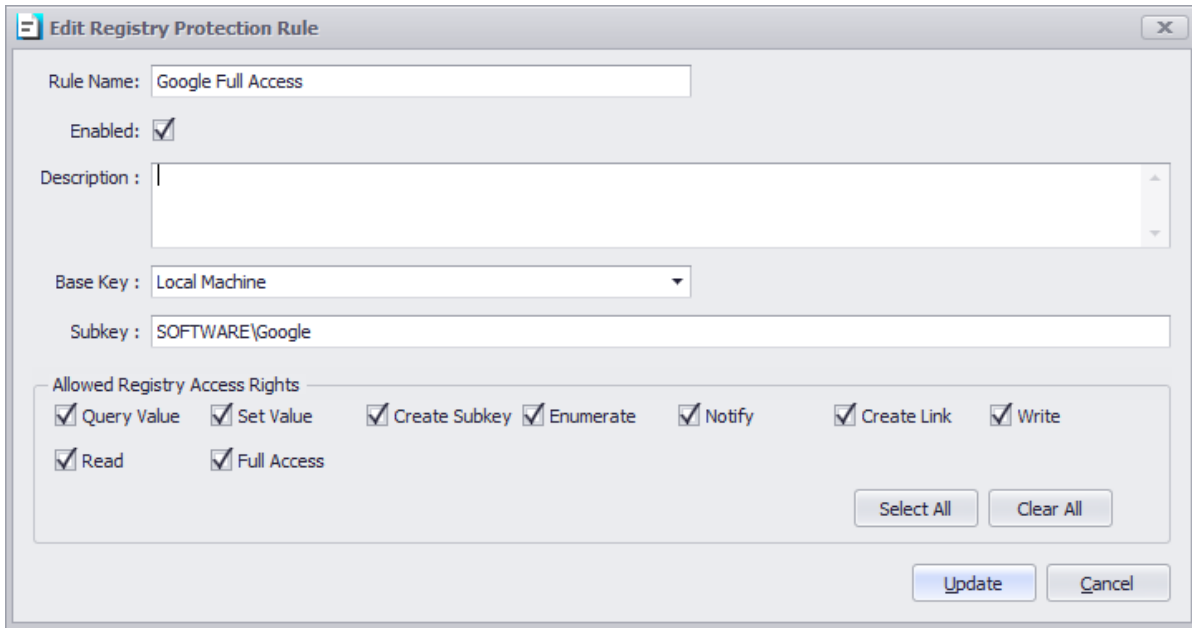 Edit Registry Protection Rule
Rule Name: Google Full Access
Enabled:
Description :
Base Key : Local Machine
Subkey : SOFTWARE\Google
Allowed Registry Access Rights
Query Value Set Value Create Subkey Enumerate Notify Create Link Write
Read Full Access
Select All Clear All
Update Cancel